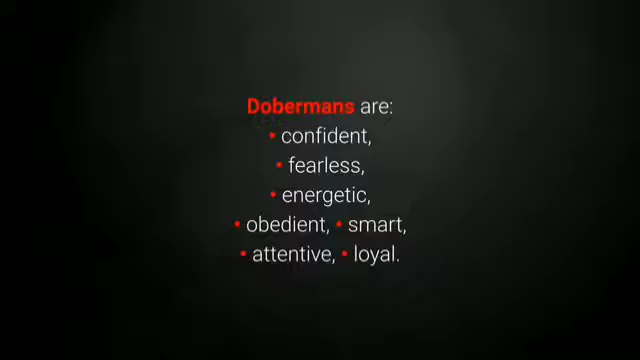 Dobermans are:
• confident,
• fearless,
• energetic,
• obedient, • smart,
• attentive, • loyal.